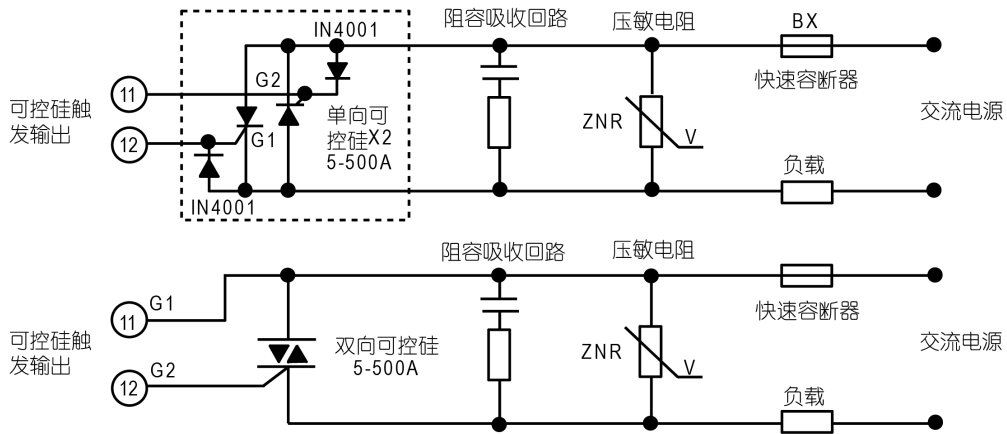 阻容吸收回路
压敏电阻
BX
IN4001
快速容断器
G2
11
可控硅触
发输出
12
单向可
控硅X2
5-500A
G1
ZNR
V
交流电源
负载
IN4001
阻容吸收回路
压敏电阻
快速容断器
G1
11
可控硅触
发输出
G2
12
双向可控硅
5-500A
ZNR
V
交流电源
负载